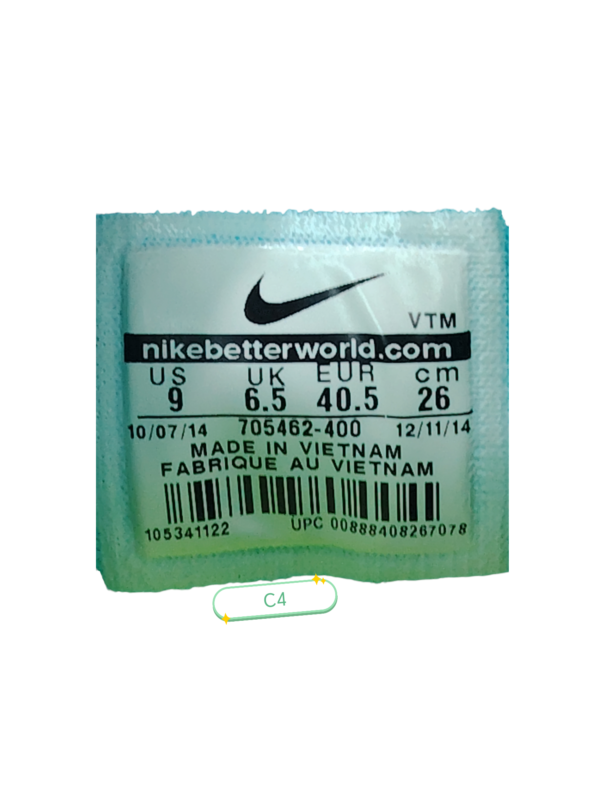 VTM
nikebetterworld.com
US UK EUR cm
9 6.5 40.5 26
10/07/14 705462-400 12/11/14
MADE IN VIETNAM
FABRIQUE AU VIETNAM
105341122 UPC 00888408267078
C4